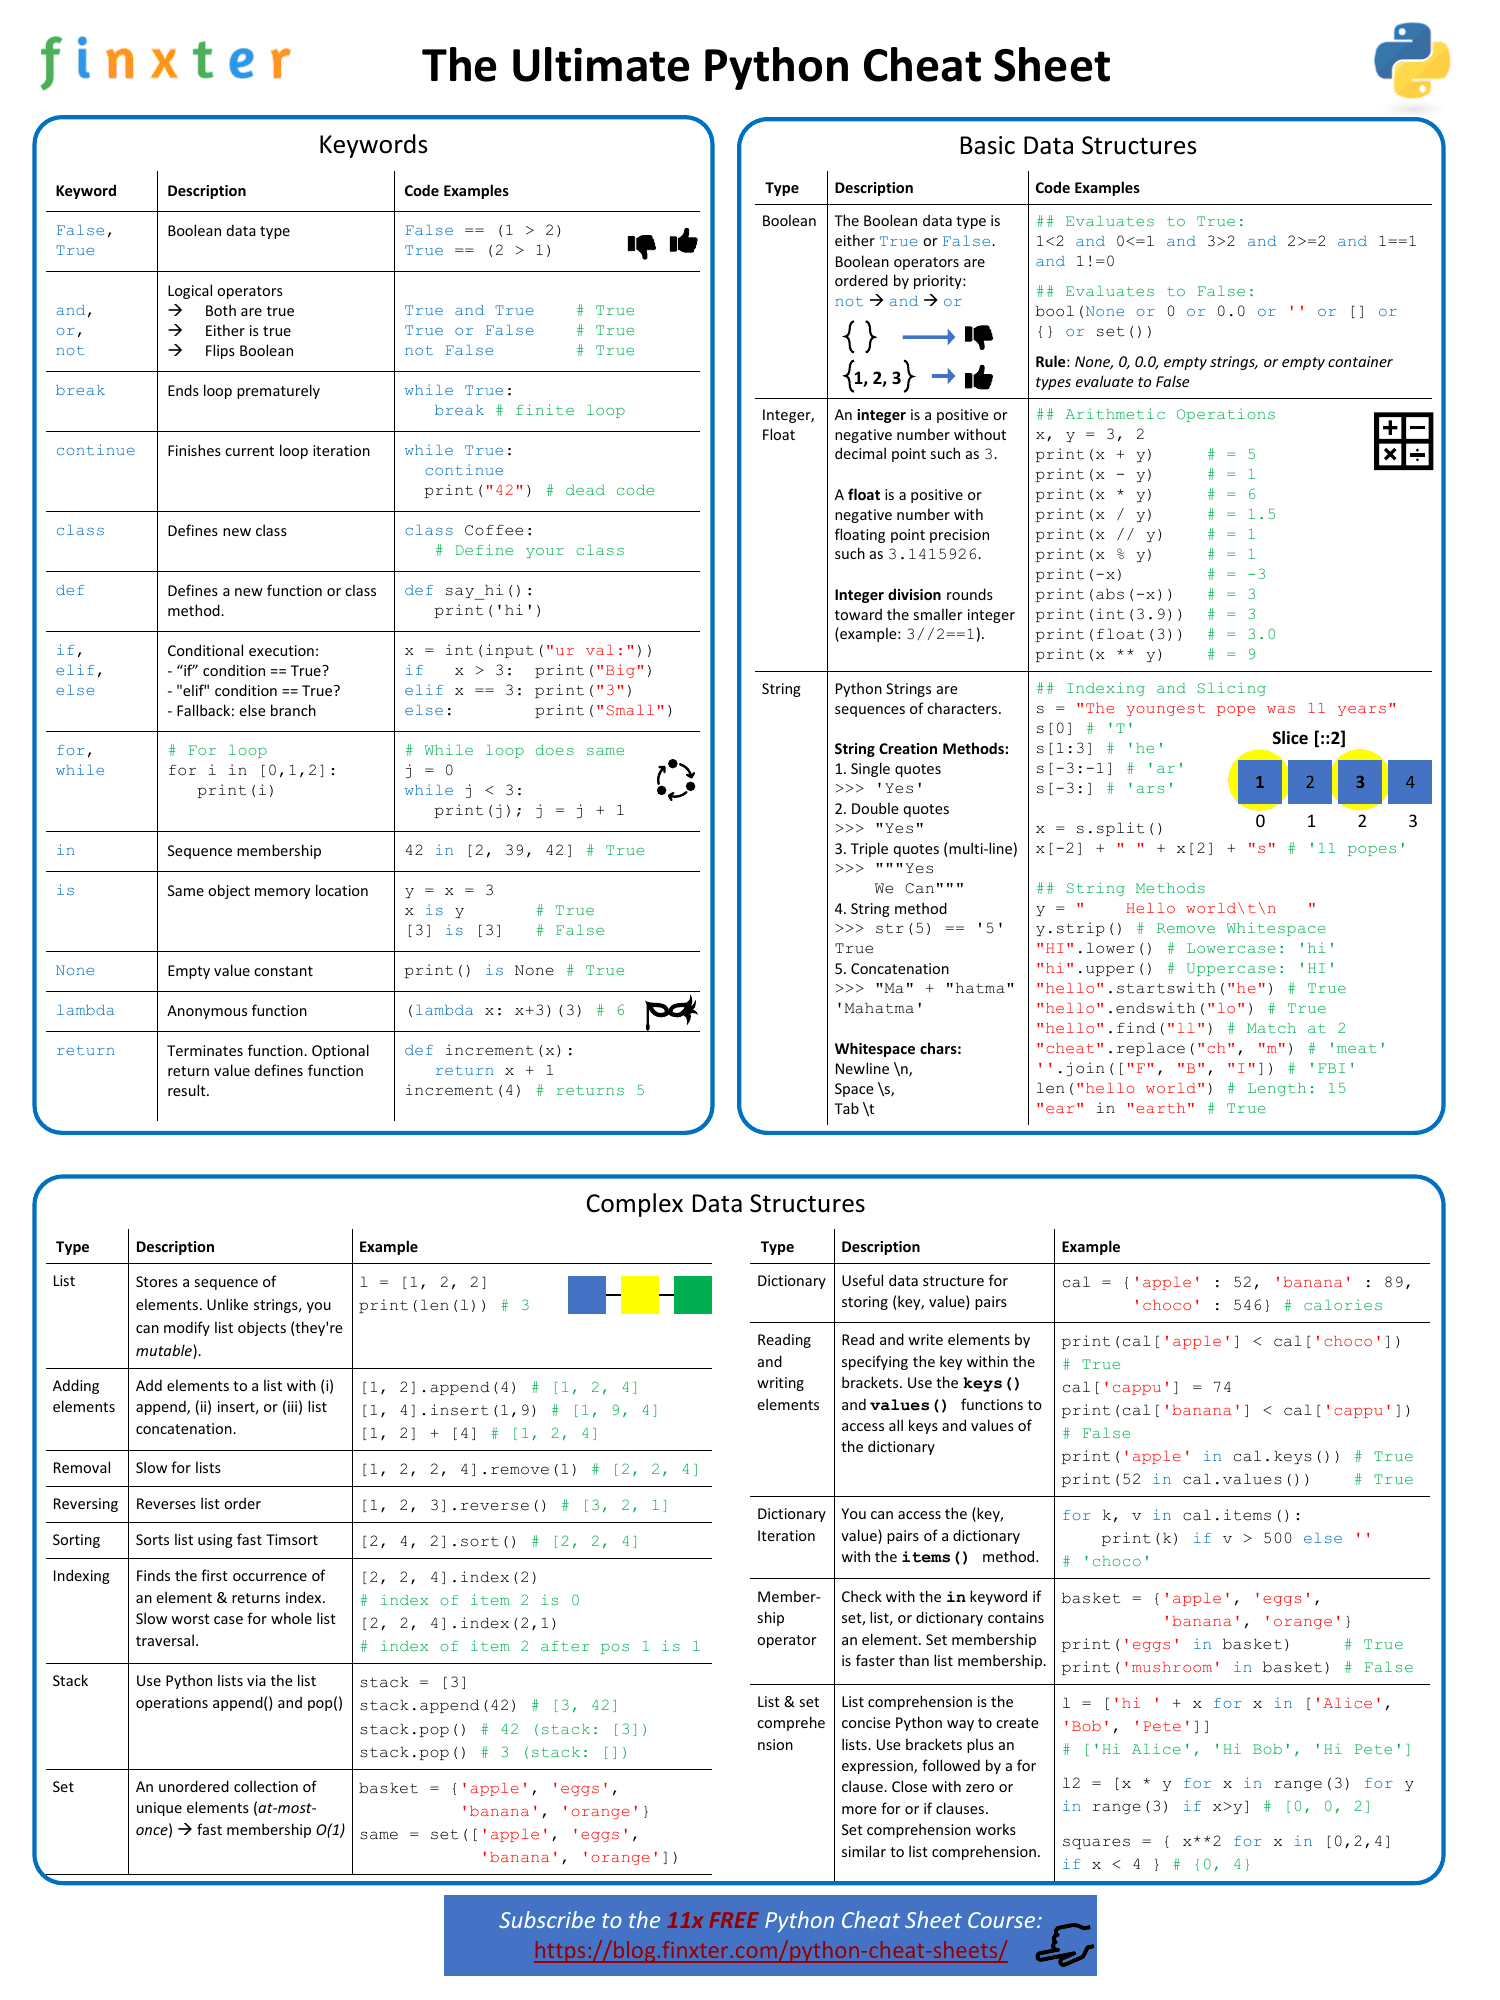 finxter
The Ultimate Python Cheat Sheet
Keywords
Keyword Description Code Examples
False, Boolean data type False == (1 > 2)
True True == (2 > 1)
Logical operators
and, → Both are true True and True # True
or, → Either is true True or False # True
not → Flips Boolean not False # True
break Ends loop prematurely while True:
break # finite loop
continue Finishes current loop iteration while True:
continue
print("42") # dead code
class Defines new class class Coffee:
# Define your class
def Defines a new function or class def say_hi():
method. print('hi')
if, Conditional execution: x = int(input("ur val:"))
elif, - “if” condition == True? if x > 3: print("Big")
else - "elif" condition == True? elif x == 3: print("3")
- Fallback: else branch else: print("Small")
for, # For loop # While loop does same
while for i in [0,1,2]: j = 0
print(i) while j < 3:
print(j); j = j + 1
in Sequence membership 42 in [2, 39, 42] # True
is Same object memory location y = x = 3
x is y # True
[3] is [3] # False
None Empty value constant print() is None # True
lambda Anonymous function (lambda x: x+3)(3) # 6
return Terminates function. Optional def increment(x):
return value defines function return x + 1
result. increment(4) # returns 5
Basic Data Structures
Type Description Code Examples
Boolean
The Boolean data type is
either True or False.
Boolean operators are
ordered by priority:
not → and → or
{ }
{1, 2, 3}
## Evaluates to True:
1<2 and 0<=1 and 3>2 and 2>=2 and 1==1
and 1!=0
## Evaluates to False:
bool(None or 0 or 0.0 or '' or [] or
{} or set())
Rule: None, 0, 0.0, empty strings, or empty container
types evaluate to False
Integer,
Float
An integer is a positive or
negative number without
decimal point such as 3.
A float is a positive or
negative number with
floating point precision
such as 3.1415926.
Integer division rounds
toward the smaller integer
(example: 3//2==1).
## Arithmetic Operations
x, y = 3, 2
print(x + y) # = 5
print(x - y) # = 1
print(x * y) # = 6
print(x / y) # = 1.5
print(x // y) # = 1
print(x % y) # = 1
print(-x) # = -3
print(abs(-x)) # = 3
print(int(3.9)) # = 3
print(float(3)) # = 3.0
print(x ** y) # = 9
+ −
× ÷
String
Python Strings are
sequences of characters.
String Creation Methods:
1. Single quotes
>>> 'Yes'
2. Double quotes
>>> "Yes"
3. Triple quotes (multi-line)
>>> """Yes
We Can"""
4. String method
>>> str(5) == '5'
True
5. Concatenation
>>> "Ma" + "hatma"
'Mahatma'
Whitespace chars:
Newline \n,
Space \s,
Tab \t
## Indexing and Slicing
s = "The youngest pope was 11 years"
s[0] # 'T'
s[1:3] # 'he'
s[-3:-1] # 'ar'
s[-3:] # 'ars'
Slice [::2]
1 2 3 4
0 1 2 3
x = s.split()
x[-2] + " " + x[2] + "s" # '11 popes'
## String Methods
y = " Hello world\t\n "
y.strip() # Remove Whitespace
"HI".lower() # Lowercase: 'hi'
"hi".upper() # Uppercase: 'HI'
"hello".startswith("he") # True
"hello".endswith("lo") # True
"hello".find("ll") # Match at 2
"cheat".replace("ch", "m") # 'meat'
''.join(["F", "B", "I"]) # 'FBI'
len("hello world") # Length: 15
"ear" in "earth" # True
Complex Data Structures
Type Description Example
List
Stores a sequence of
elements. Unlike strings, you
can modify list objects (they're
mutable).
l = [1, 2, 2]
print(len(l)) # 3
Adding
elements
Add elements to a list with (i)
append, (ii) insert, or (iii) list
concatenation.
[1, 2].append(4) # [1, 2, 4]
[1, 4].insert(1,9) # [1, 9, 4]
[1, 2] + [4] # [1, 2, 4]
Removal Slow for lists [1, 2, 2, 4].remove(1) # [2, 2, 4]
Reversing Reverses list order [1, 2, 3].reverse() # [3, 2, 1]
Sorting Sorts list using fast Timsort [2, 4, 2].sort() # [2, 2, 4]
Indexing
Finds the first occurrence of
an element & returns index.
Slow worst case for whole list
traversal.
[2, 2, 4].index(2)
# index of item 2 is 0
[2, 2, 4].index(2,1)
# index of item 2 after pos 1 is 1
Stack
Use Python lists via the list
operations append() and pop()
stack = [3]
stack.append(42) # [3, 42]
stack.pop() # 42 (stack: [3])
stack.pop() # 3 (stack: [])
Set
An unordered collection of
unique elements (at-most-
once) → fast membership O(1)
basket = {'apple', 'eggs',
'banana', 'orange'}
same = set(['apple', 'eggs',
'banana', 'orange'])
Type Description Example
Dictionary
Useful data structure for
storing (key, value) pairs
cal = {'apple' : 52, 'banana' : 89,
'choco' : 546} # calories
Reading
and
writing
elements
Read and write elements by
specifying the key within the
brackets. Use the keys()
and values() functions to
access all keys and values of
the dictionary
print(cal['apple'] < cal['choco'])
# True
cal['cappu'] = 74
print(cal['banana'] < cal['cappu'])
# False
print('apple' in cal.keys()) # True
print(52 in cal.values()) # True
Dictionary
Iteration
You can access the (key,
value) pairs of a dictionary
with the items() method.
for k, v in cal.items():
print(k) if v > 500 else ''
# 'choco'
Member-
ship
operator
Check with the in keyword if
set, list, or dictionary contains
an element. Set membership
is faster than list membership.
basket = {'apple', 'eggs',
'banana', 'orange'}
print('eggs' in basket) # True
print('mushroom' in basket) # False
List & set
comprehe
nsion
List comprehension is the
concise Python way to create
lists. Use brackets plus an
expression, followed by a for
clause. Close with zero or
more for or if clauses.
Set comprehension works
similar to list comprehension.
l = ['hi ' + x for x in ['Alice',
'Bob', 'Pete']]
# ['Hi Alice', 'Hi Bob', 'Hi Pete']
l2 = [x * y for x in range(3) for y
in range(3) if x>y] # [0, 0, 2]
squares = { x**2 for x in [0,2,4]
if x < 4 } # {0, 4}
Subscribe to the 11x FREE Python Cheat Sheet Course:
https://blog.finxter.com/python-cheat-sheets/